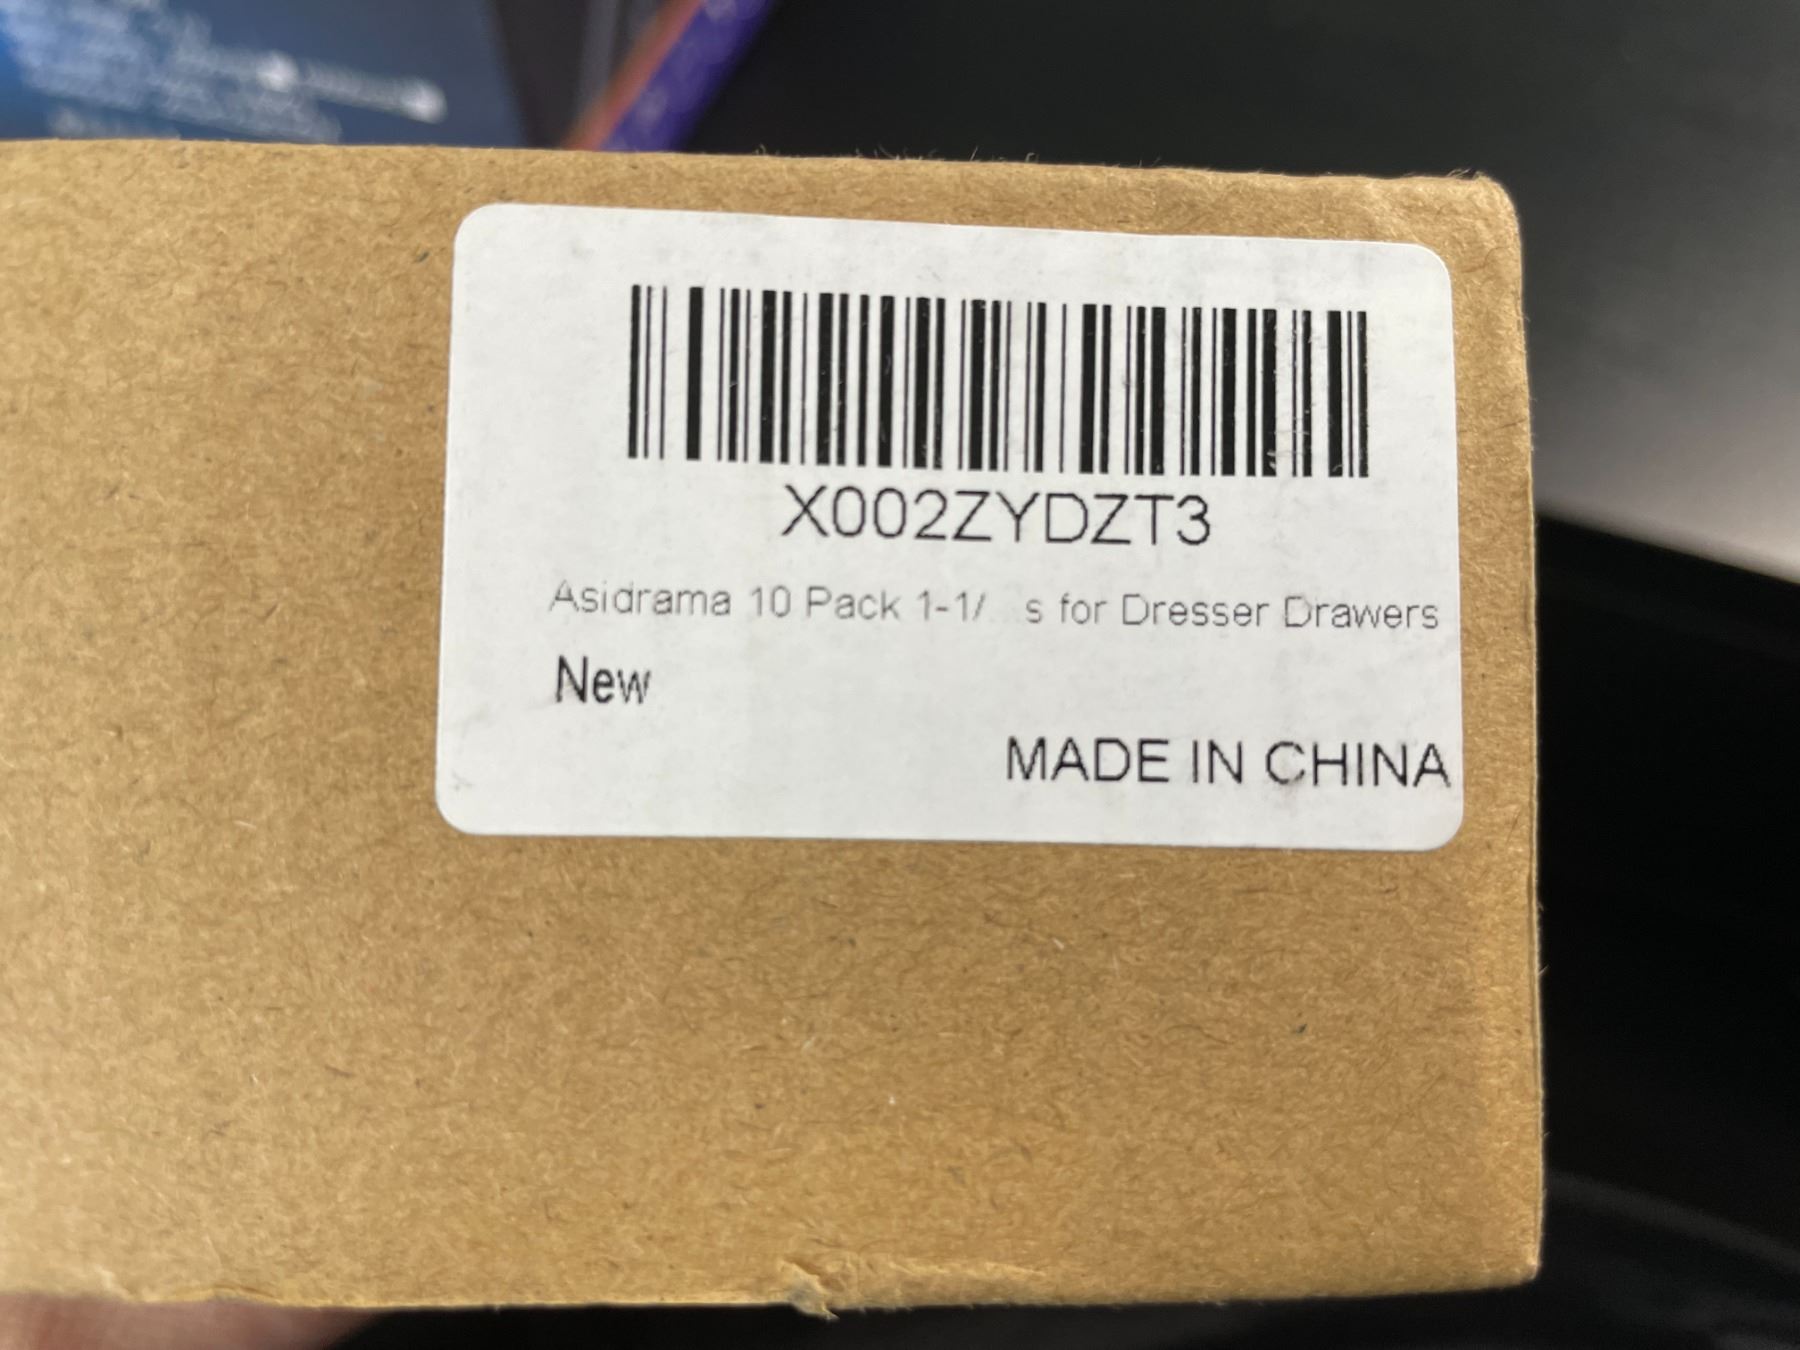 X002ZYDZT3
Asidrama 10 Pack 1-1/ s for Dresser Drawers
New
MADE IN CHINA